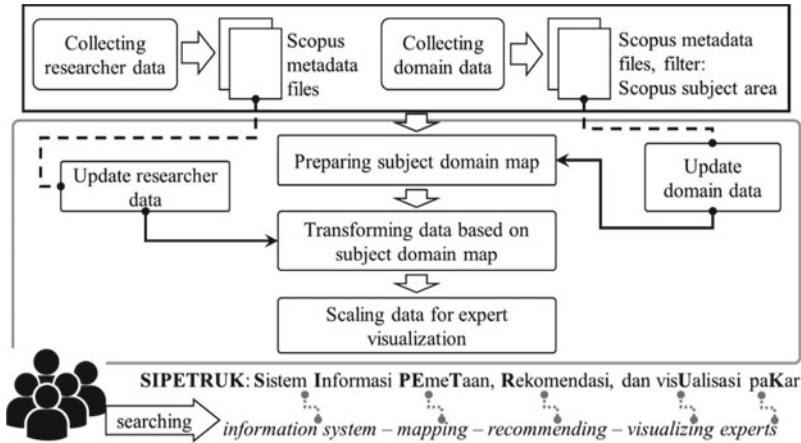 Collecting
researcher data
Scopus
metadata
files
Collecting
domain data
Scopus metadata
files, filter:
Scopus subject area
Preparing subject domain map
Update researcher
data
Update
domain data
Transforming data based on
subject domain map
Scaling data for expert
visualization
SIPETRUK: Sistem Informasi PEmeTaan, Rekomendasi, dan visUalisasi paKar
searching
information system – mapping – recommending – visualizing experts